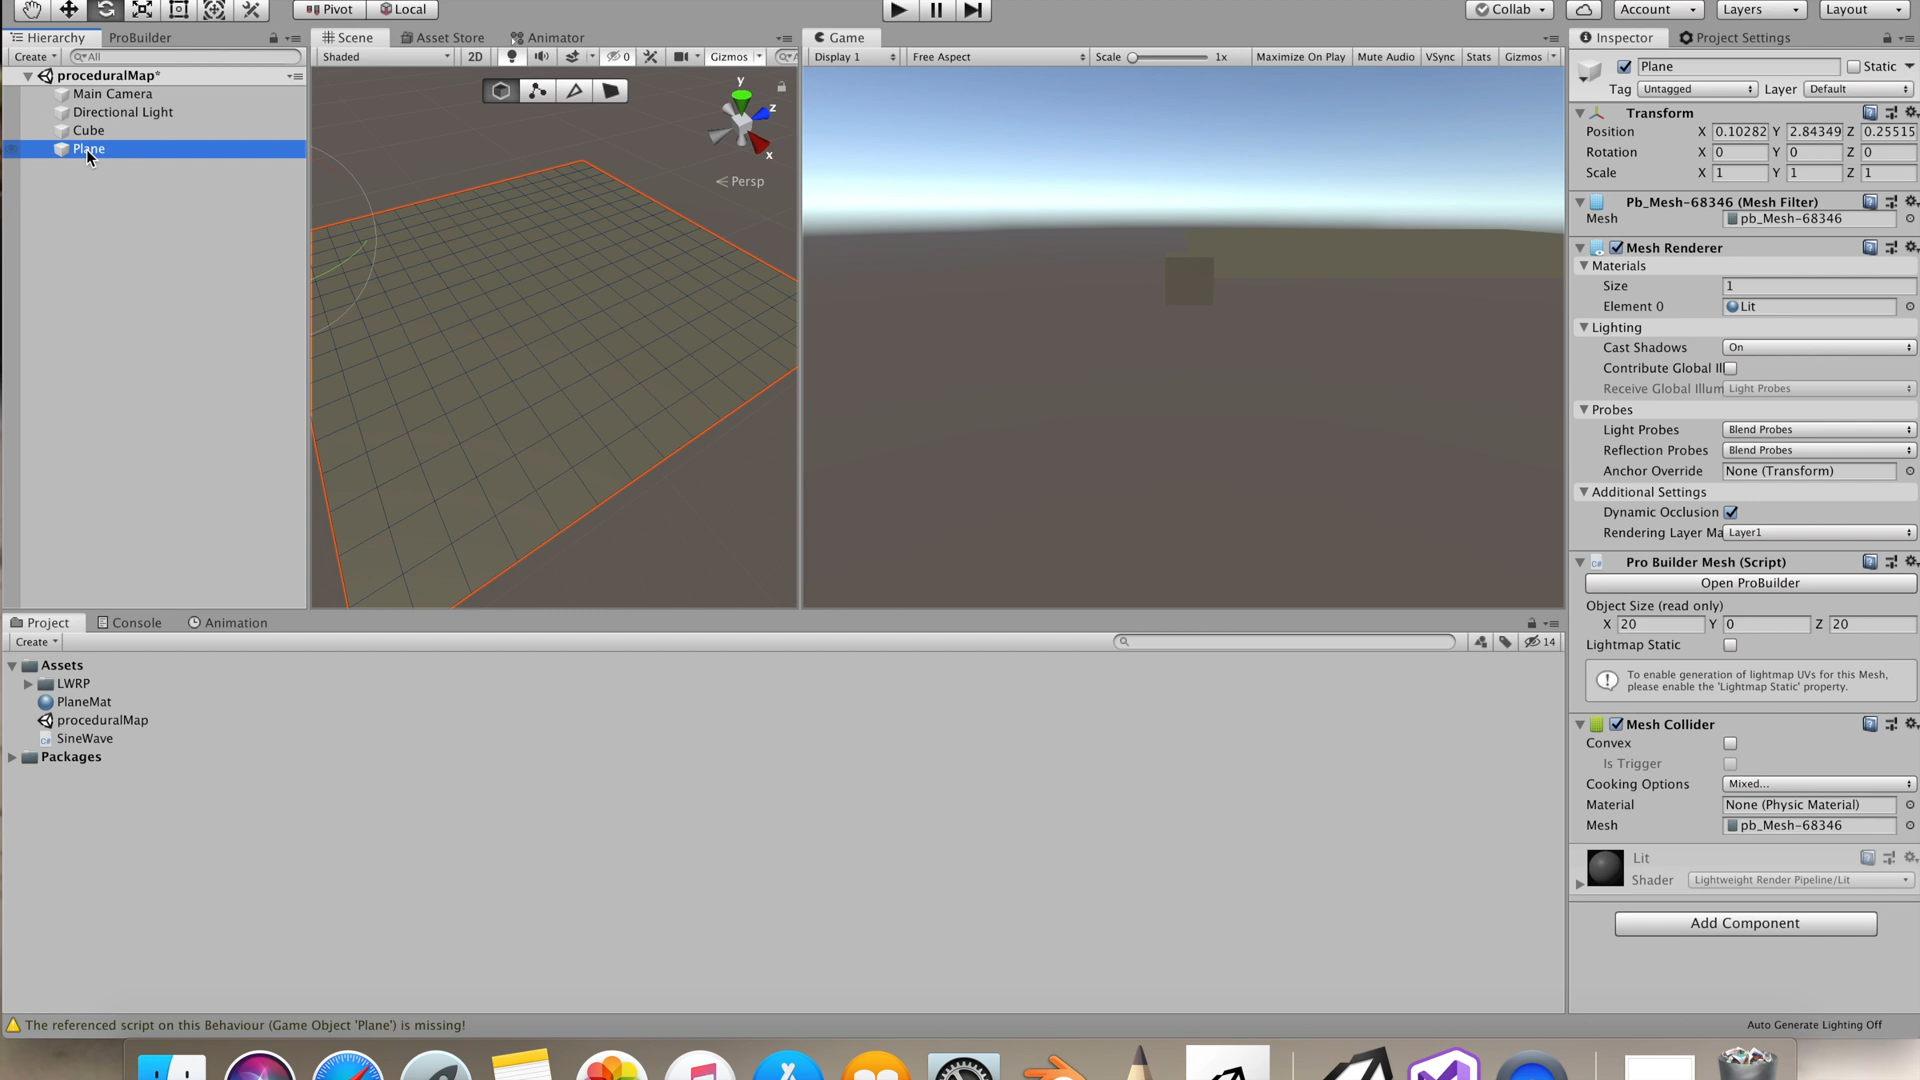 Pivot Local Collab Account Layers Layout
Hierarchy ProBuilder
Create All
proceduralMap*
Main Camera
Directional Light
Cube
Plane
Scene Asset Store Animator
Shaded 2D 0 Gizmos
y
z
x
Persp
Game
Display 1 Free Aspect Scale 1x Maximize On Play Mute Audio VSync Stats Gizmos
Inspector Project Settings
Plane Static
Tag Untagged Layer Default
Transform
Position X 0.10282 Y 2.84349 Z 0.25515
Rotation X 0 Y 0 Z 0
Scale X 1 Y 1 Z 1
Pb_Mesh-68346 (Mesh Filter)
Mesh pb_Mesh-68346
Mesh Renderer
Materials
Size 1
Element 0 Lit
Lighting
Cast Shadows On
Contribute Global Il
Receive Global Illum Light Probes
Probes
Light Probes Blend Probes
Reflection Probes Blend Probes
Anchor Override None (Transform)
Additional Settings
Dynamic Occlusion
Rendering Layer Ma Layer1
Pro Builder Mesh (Script)
Open ProBuilder
Object Size (read only)
X 20 Y 0 Z 20
Lightmap Static
To enable generation of lightmap UVs for this Mesh,
please enable the 'Lightmap Static' property.
Mesh Collider
Convex
Is Trigger
Cooking Options Mixed...
Material None (Physic Material)
Mesh pb_Mesh-68346
Lit
Shader Lightweight Render Pipeline/Lit
Add Component
Project Console Animation
Create 14
Assets
LWRP
PlaneMat
proceduralMap
SineWave
Packages
The referenced script on this Behaviour (Game Object 'Plane') is missing!
Auto Generate Lighting Off